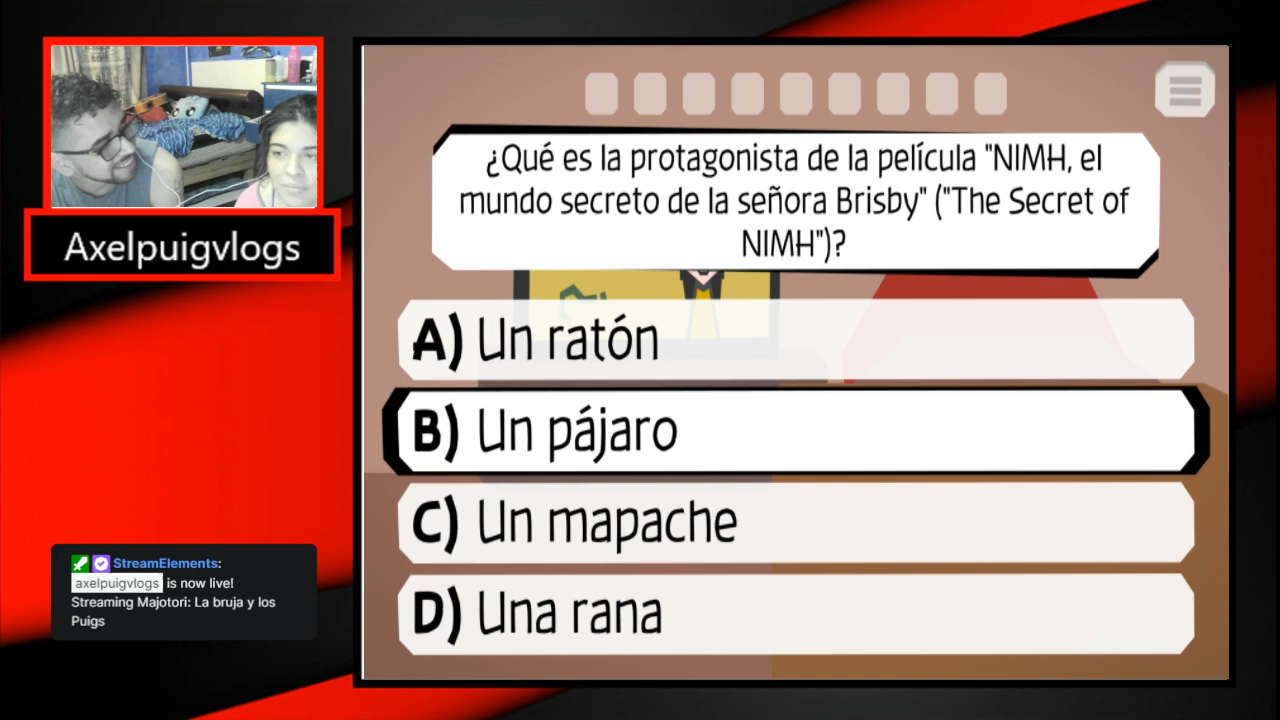 Axelpuigvlogs
StreamElements:
axelpuigvlogs is now live!
Streaming Majotori: La bruja y los
Puigs
¿Qué es la protagonista de la película "NIMH, el
mundo secreto de la señora Brisby" ("The Secret of
NIMH")?
A) Un ratón
B) Un pájaro
C) Un mapache
D) Una rana